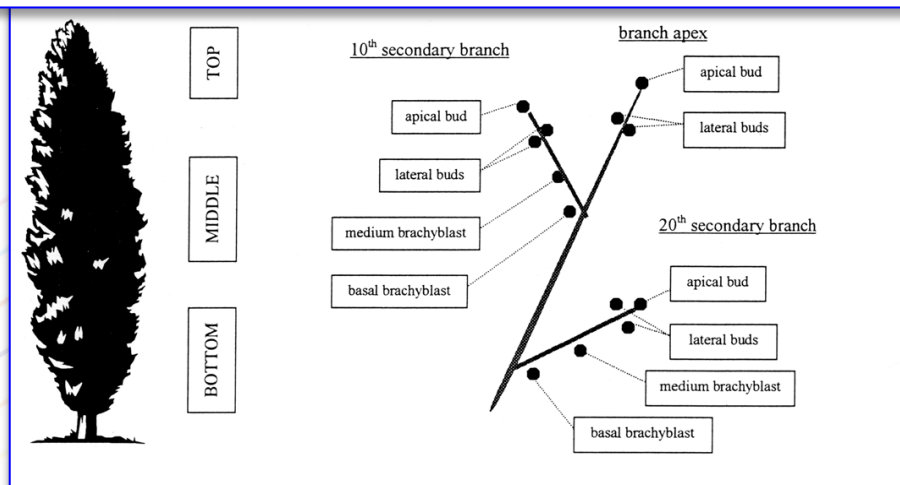 TOP
MIDDLE
BOTTOM
10th secondary branch
apical bud
lateral buds
medium brachyblast
basal brachyblast
branch apex
apical bud
lateral buds
20th secondary branch
apical bud
lateral buds
medium brachyblast
basal brachyblast